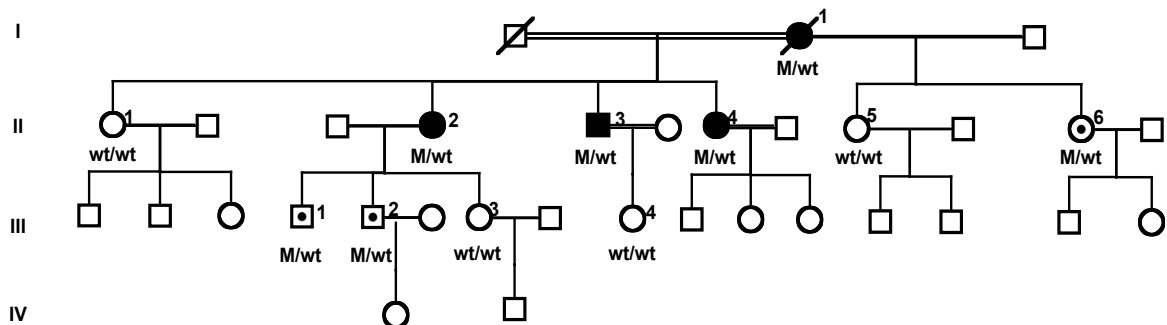 I 1
M/wt
II 1 2 3 4 5 6
wt/wt M/wt M/wt M/wt wt/wt M/wt
III 1 2 3 4
M/wt M/wt wt/wt wt/wt
IV